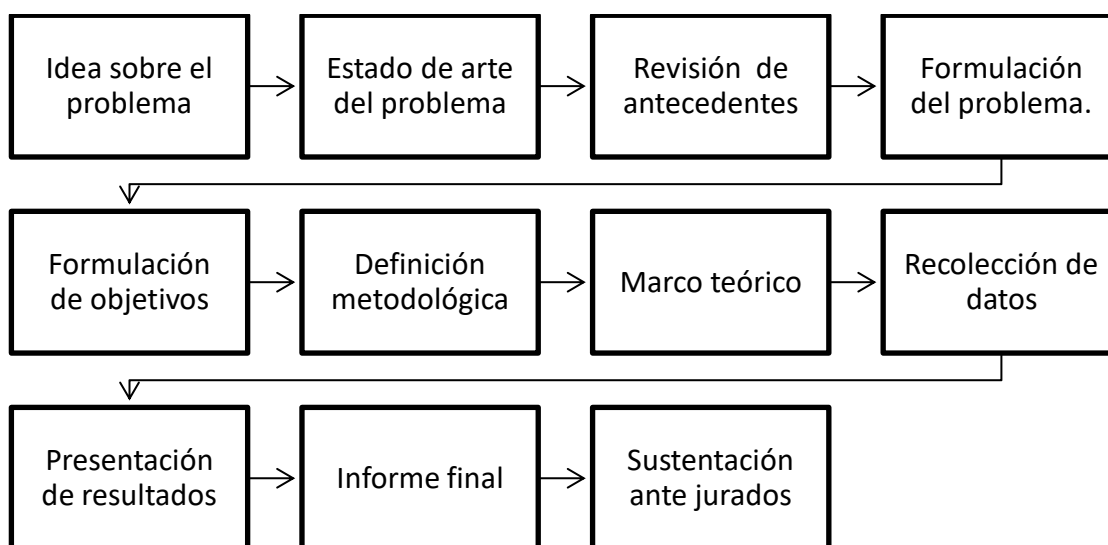 Idea sobre el
problema
Estado de arte
del problema
Revisión de
antecedentes
Formulación
del problema.
Formulación
de objetivos
Definición
metodológica
Marco teórico
Recolección de
datos
Presentación
de resultados
Informe final
Sustentación
ante jurados